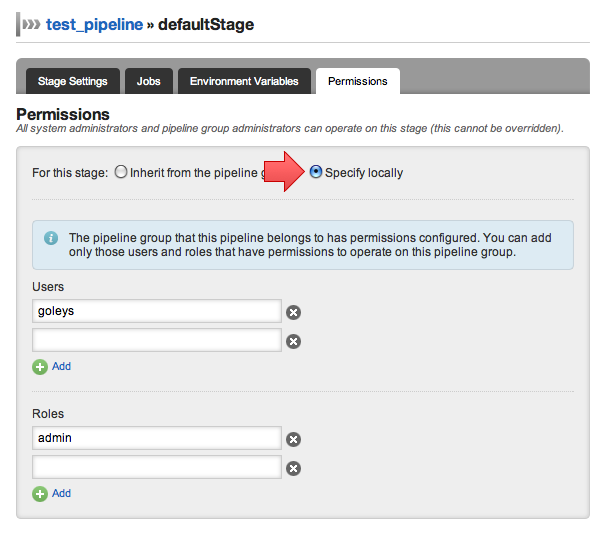 test_pipeline » defaultStage
Stage Settings Jobs Environment Variables Permissions
Permissions
All system administrators and pipeline group administrators can operate on this stage (this cannot be overridden).
For this stage: Inherit from the pipeline Specify locally
The pipeline group that this pipeline belongs to has permissions configured. You can add
only those users and roles that have permissions to operate on this pipeline group.
Users
goleys
Add
Roles
admin
Add